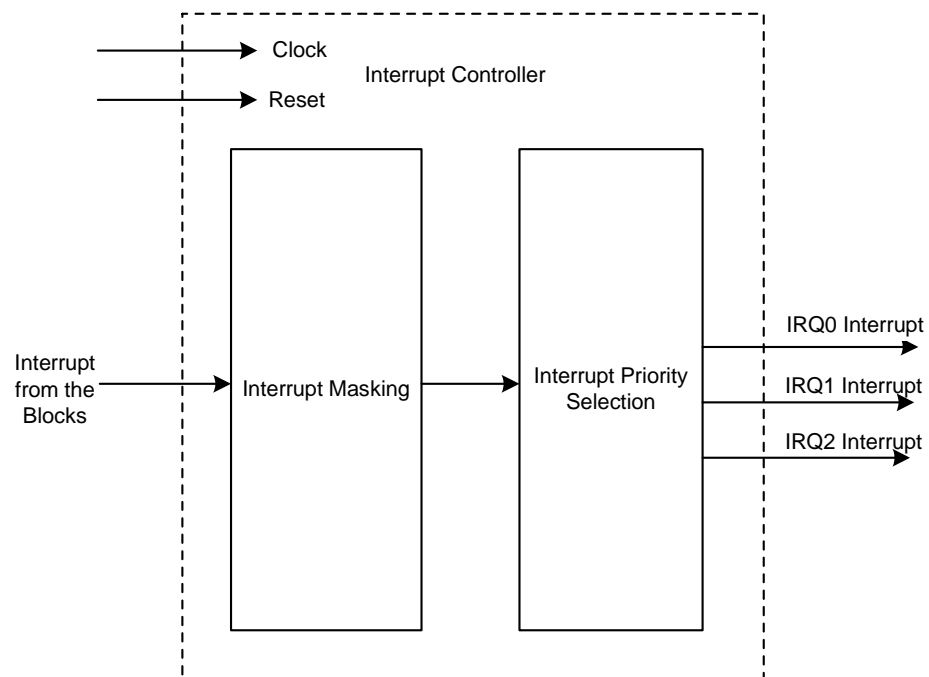 Clock
Interrupt Controller
Reset
Interrupt
from the
Blocks
Interrupt Masking
Interrupt Priority
Selection
IRQ0 Interrupt
IRQ1 Interrupt
IRQ2 Interrupt